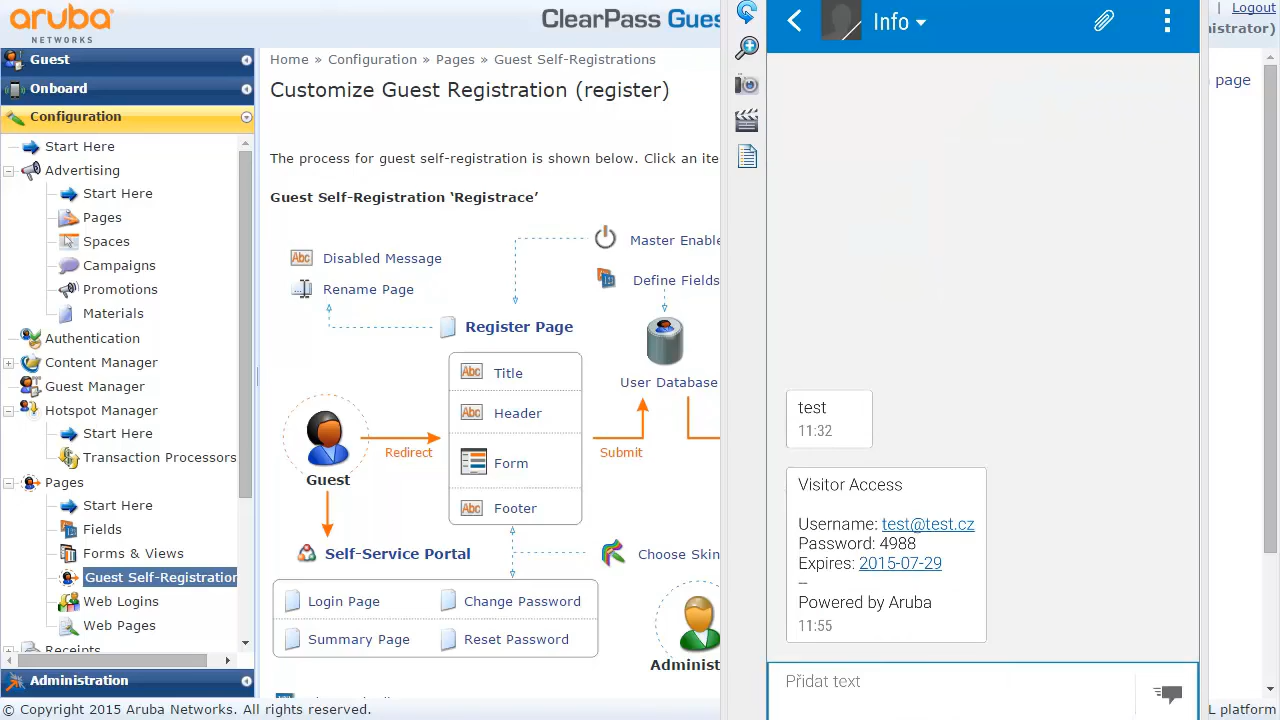 aruba
NETWORKS
ClearPass Gues
Logout
istrator)
Guest
Onboard
Configuration
Start Here
Advertising
Start Here
Pages
Spaces
Campaigns
Promotions
Materials
Authentication
Content Manager
Guest Manager
Hotspot Manager
Start Here
Transaction Processors
Pages
Start Here
Fields
Forms & Views
Guest Self-Registration
Web Logins
Web Pages
Receipts
Administration
Home » Configuration » Pages » Guest Self-Registrations
Customize Guest Registration (register)
page
The process for guest self-registration is shown below. Click an ite
Guest Self-Registration ‘Registrace’
Abc Disabled Message
Rename Page
Master Enable
Define Fields
Register Page
Abc Title
Abc Header
Form
Abc Footer
User Database
Redirect
Submit
Guest
Self-Service Portal
Choose Skin
Login Page
Change Password
Summary Page
Reset Password
Administ
Info
test
11:32
Visitor Access
Username: test@test.cz
Password: 4988
Expires: 2015-07-29
--
Powered by Aruba
11:55
Přidat text
© Copyright 2015 Aruba Networks. All rights reserved.
L platform